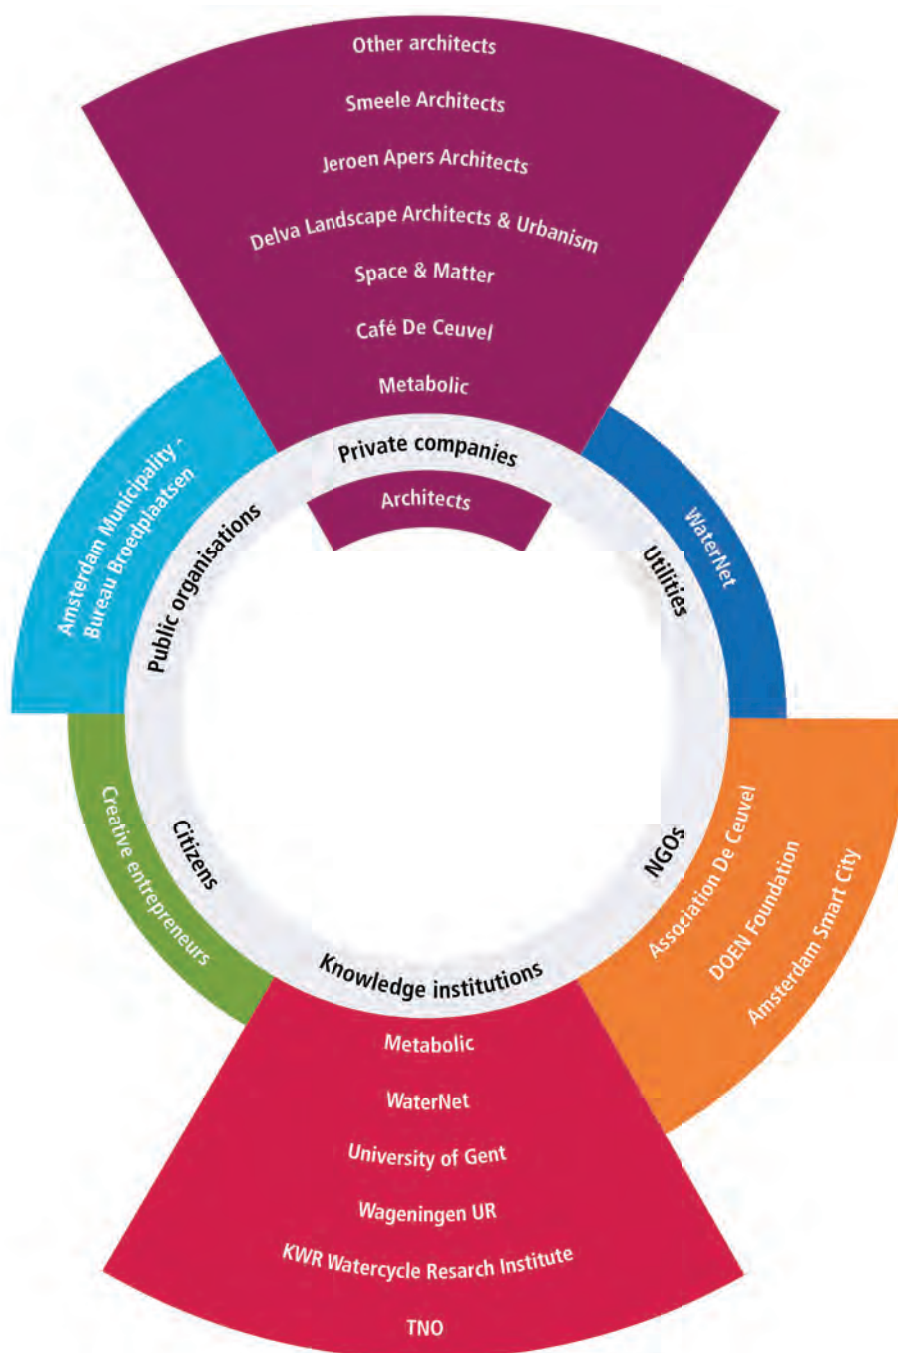 Other architects
Smeele Architects
Jeroen Apers Architects
Delva Landscape Architects & Urbanism
Space & Matter
Café De Ceuvel
Metabolic
Private companies
Architects
Amsterdam Municipality -
Bureau Broedplaatsen
Public organisations
Utilities
WaterNet
Creative entrepreneurs
Citizens
NGOs
Association De Ceuvel
DOEN Foundation
Amsterdam Smart City
Knowledge institutions
Metabolic
WaterNet
University of Gent
Wageningen UR
KWR Watercycle Resarch Institute
TNO